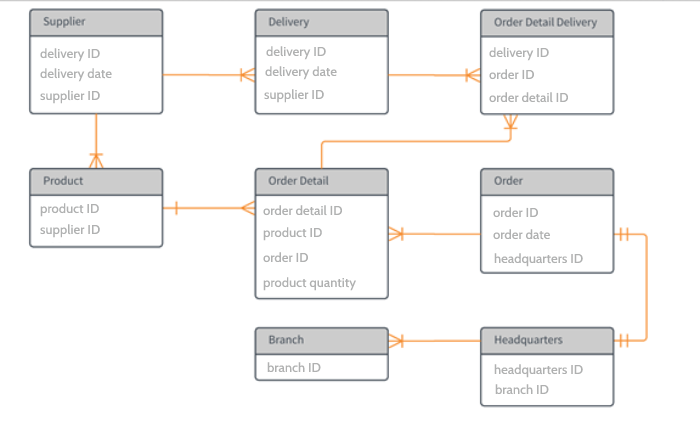 Supplier
delivery ID
delivery date
supplier ID
Delivery
delivery ID
delivery date
supplier ID
Order Detail Delivery
delivery ID
order ID
order detail ID
Product
product ID
supplier ID
Order Detail
order detail ID
product ID
order ID
product quantity
Order
order ID
order date
headquarters ID
Branch
branch ID
Headquarters
headquarters ID
branch ID